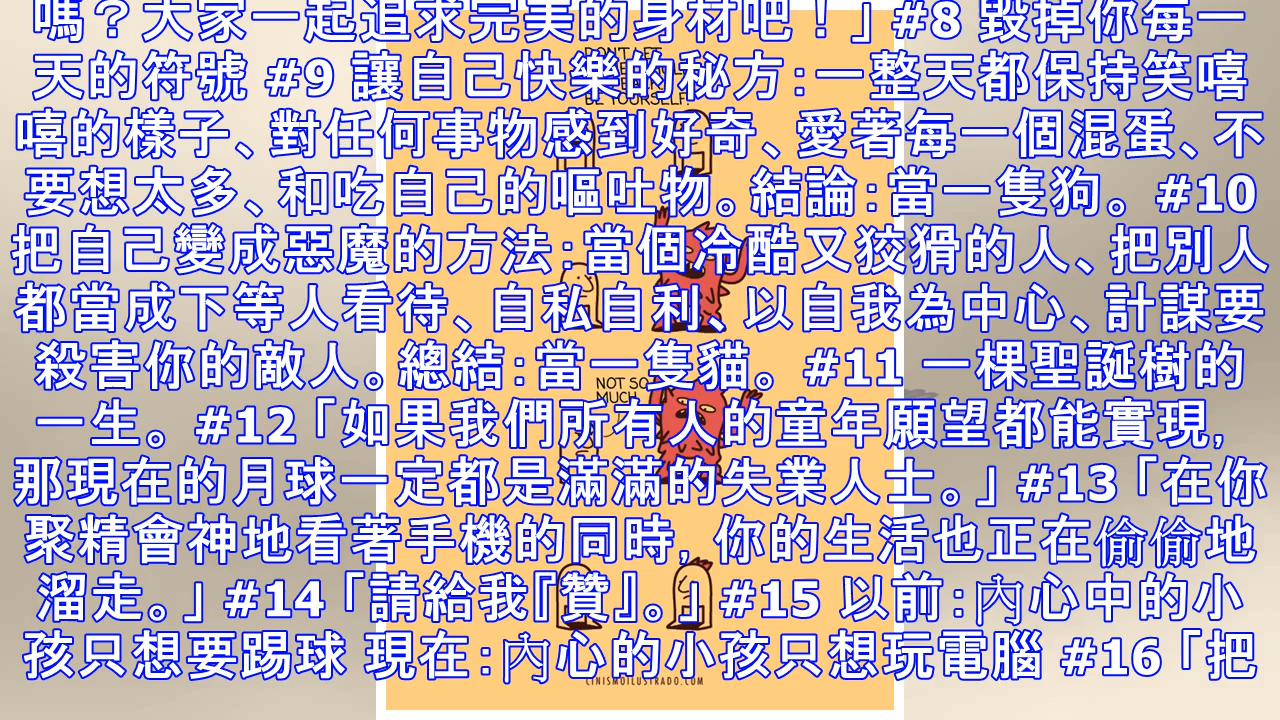 嗎？大家一起追求完美的身材吧！」#8 毀掉你每一
天的符號 #9 讓自己快樂的秘方：一整天都保持笑嘻
嘻的樣子、對任何事物感到好奇、愛著每一個混蛋、不
要想太多、和吃自己的嘔吐物。結論：當一隻狗。 #10
把自己變成惡魔的方法：當個冷酷又狡猾的人、把別人
都當成下等人看待、自私自利、以自我為中心、計謀要
殺害你的敵人。總結：當一隻貓。 #11 一棵聖誕樹的
一生。 #12「如果我們所有人的童年願望都能實現,
那現在的月球一定都是滿滿的失業人士。」#13「在你
聚精會神地看著手機的同時, 你的生活也正在偷偷地
溜走。」#14「請給我『贊』。」#15 以前：內心中的小
孩只想要踢球 現在：內心的小孩只想玩電腦 #16「把
BE YOURSELF.
NOT SO
MUCH.
CINISMOILUSTRADO.COM